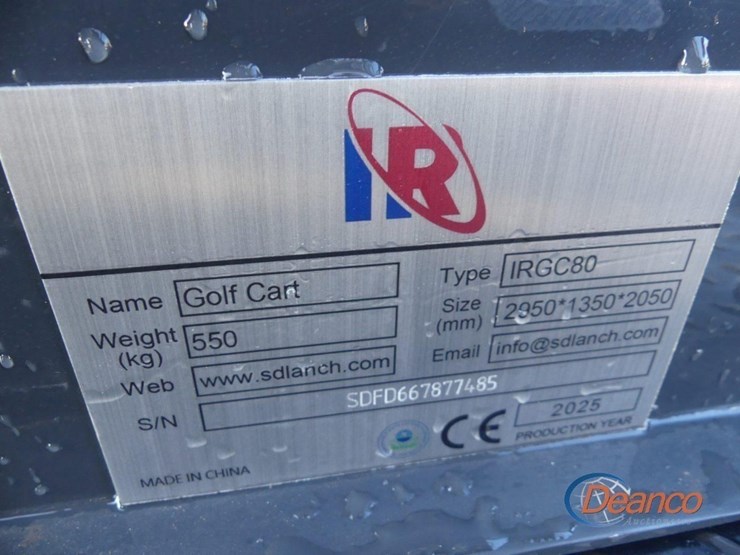 IR
Name Golf Cart
Type IRGC80
Weight (kg) 550
Size (mm) 2950*1350*2050
Web www.sdlanch.com
Email info@sdlanch.com
S/N SDFD667877485
CE
2025
PRODUCTION YEAR
MADE IN CHINA
Deanco